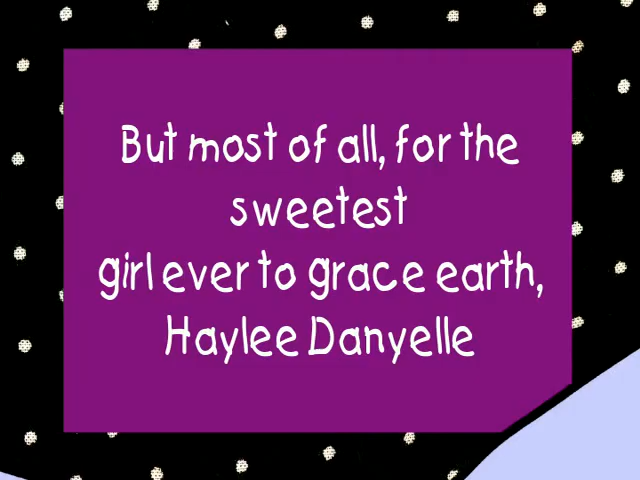 But most of all, for the
sweetest
girl ever to grace earth,
Haylee Danyelle